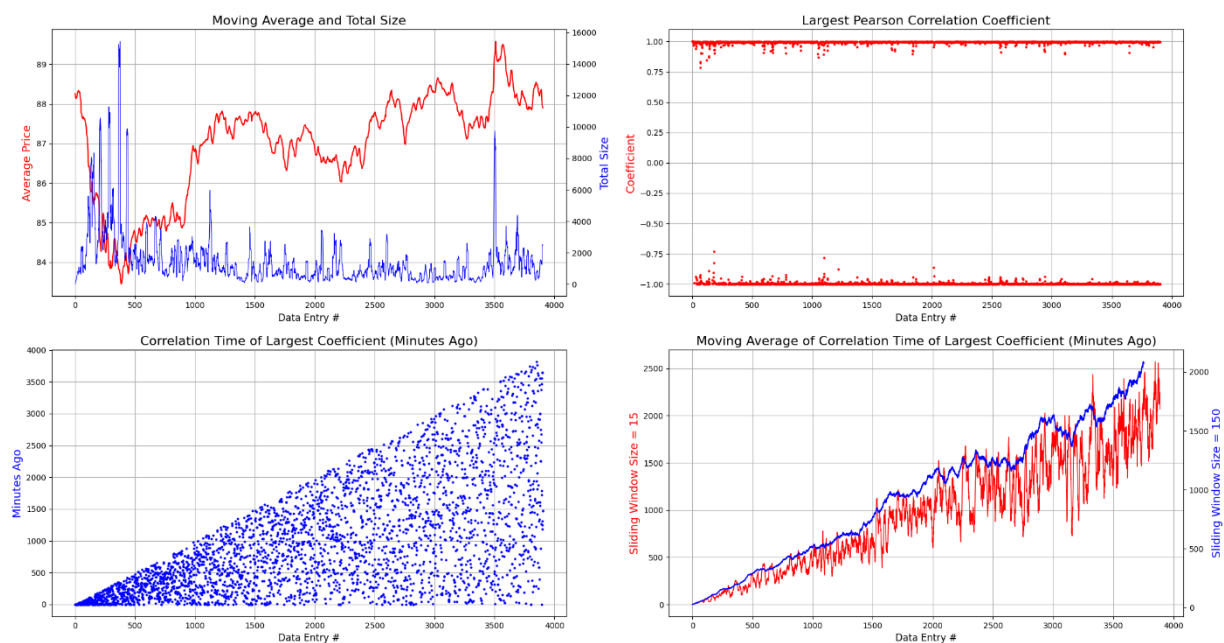 Moving Average and Total Size
Average Price
89
88
87
86
85
84
16000
14000
12000
10000
8000
6000
4000
2000
0
Total Size
0 500 1000 1500 2000 2500 3000 3500 4000
Data Entry #
Largest Pearson Correlation Coefficient
Coefficient
1.00
0.75
0.50
0.25
0.00
−0.25
−0.50
−0.75
−1.00
0 500 1000 1500 2000 2500 3000 3500 4000
Data Entry #
Correlation Time of Largest Coefficient (Minutes Ago)
Minutes Ago
4000
3500
3000
2500
2000
1500
1000
500
0
0 500 1000 1500 2000 2500 3000 3500 4000
Data Entry #
Moving Average of Correlation Time of Largest Coefficient (Minutes Ago)
Sliding Window Size = 15
2500
2000
1500
1000
500
0
2000
1500
1000
500
0
Sliding Window Size = 150
0 500 1000 1500 2000 2500 3000 3500 4000
Data Entry #